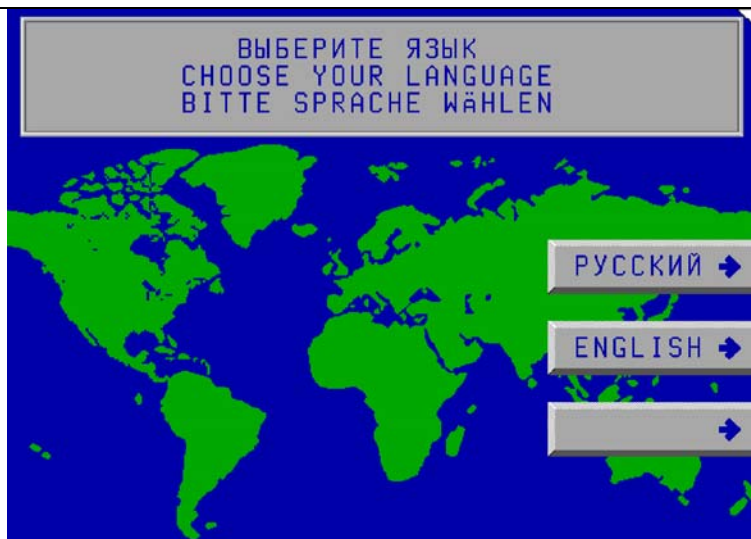 ВЫБЕРИТЕ ЯЗЫК
CHOOSE YOUR LANGUAGE
BITTE SPRACHE WÄHLEN
РУССКИЙ
ENGLISH